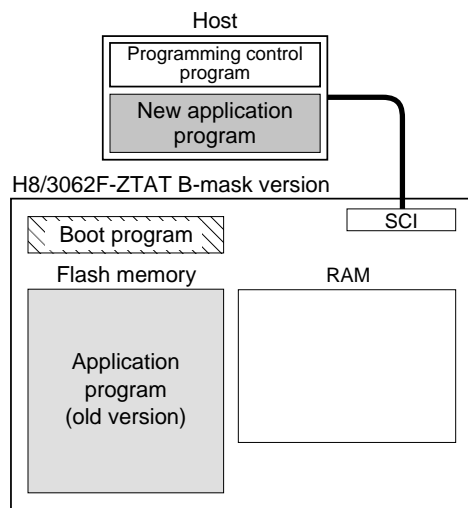 Host
Programming control
program
New application
program
H8/3062F-ZTAT B-mask version
SCI
Boot program
Flash memory
RAM
Application
program
(old version)